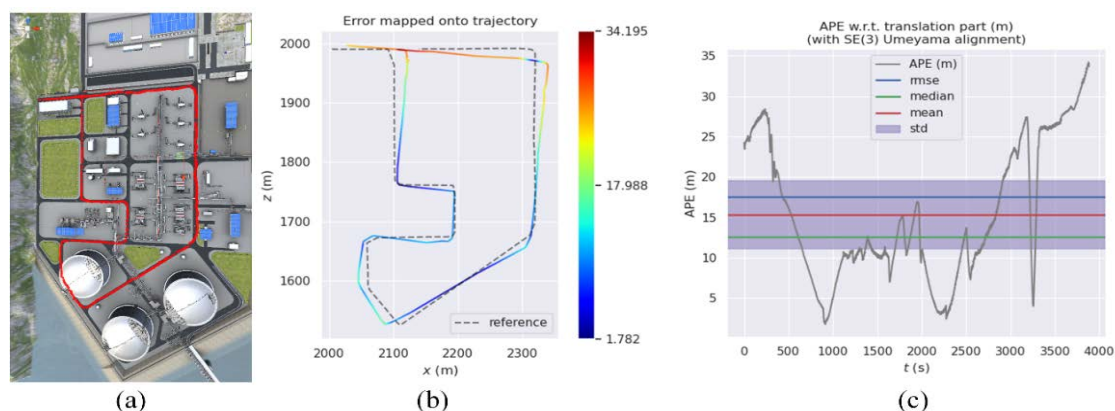 Error mapped onto trajectory
2000
1900
1800
1700
1600
z (m)
2000 2100 2200 2300
x (m)
reference
34.195
17.988
1.782
APE w.r.t. translation part (m)
(with SE(3) Umeyama alignment)
35
30
25
20
15
10
5
APE (m)
APE (m)
rmse
median
mean
std
0 500 1000 1500 2000 2500 3000 3500 4000
t (s)
(a) (b) (c)